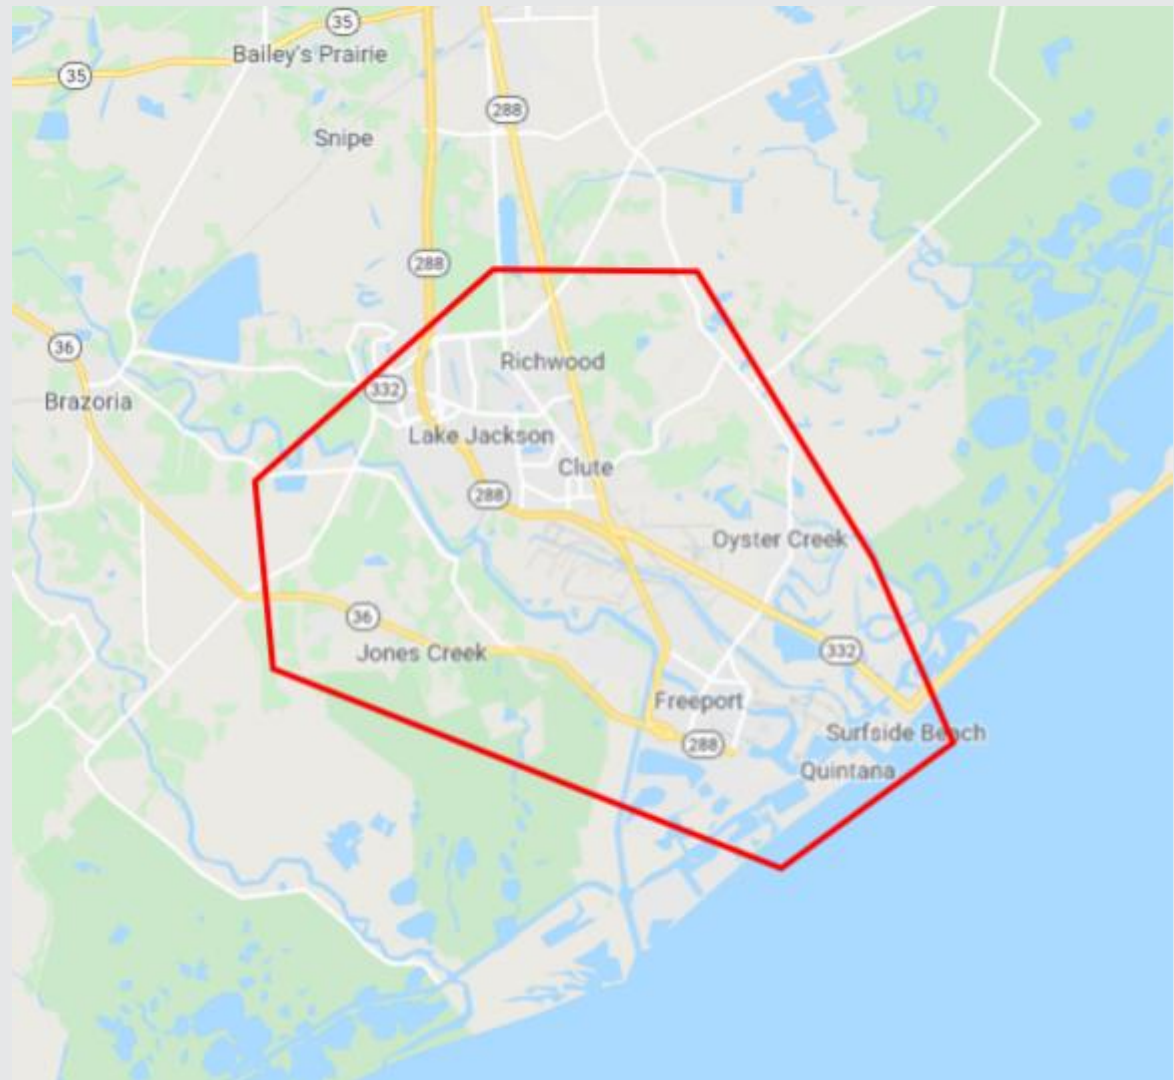 35
Bailey's Prairie
35
288
Snipe
288
36
Richwood
332
Brazoria
Lake Jackson
Clute
288
Oyster Creek
36
Jones Creek
332
Freeport
Surfside Beach
288
Quintana